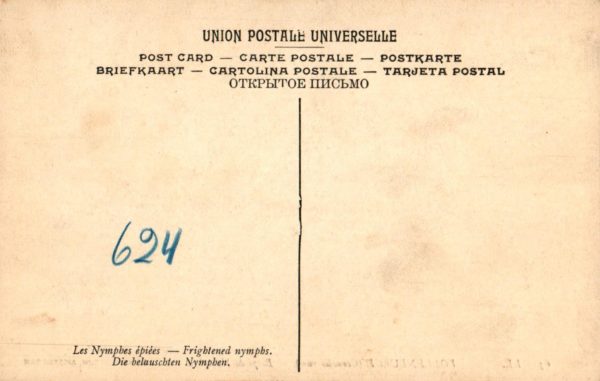 UNION POSTALE UNIVERSELLE
POST CARD — CARTE POSTALE — POSTKARTE
BRIEFKAART — CARTOLINA POSTALE — TARJETA POSTAL
ОТКРЫТОЕ ПИСЬМО
624
Les Nymphes épiées — Frightened nymphs.
Die belauschten Nymphen.